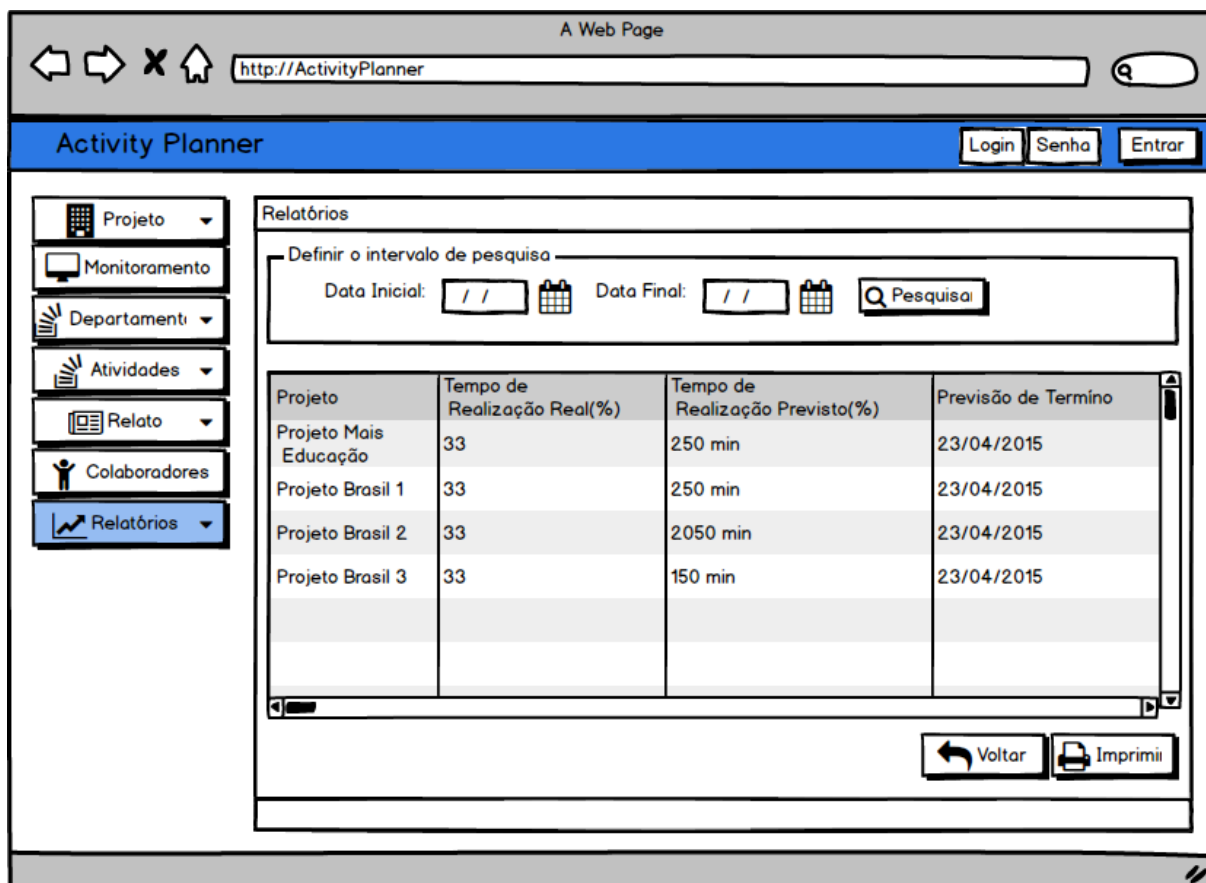 A Web Page
http://ActivityPlanner
Activity Planner
Login
Senha
Entrar
Projeto
Monitoramento
Departament
Atividades
Relato
Colaboradores
Relatórios
Relatórios
Definir o intervalo de pesquisa
Data Inicial:
/ /
Data Final:
/ /
Pesquisa
Projeto
Tempo de
Realização Real(%)
Tempo de
Realização Previsto(%)
Previsão de Termíno
Projeto Mais
Educação
33
250 min
23/04/2015
Projeto Brasil 1
33
250 min
23/04/2015
Projeto Brasil 2
33
2050 min
23/04/2015
Projeto Brasil 3
33
150 min
23/04/2015
Voltar
Imprimi